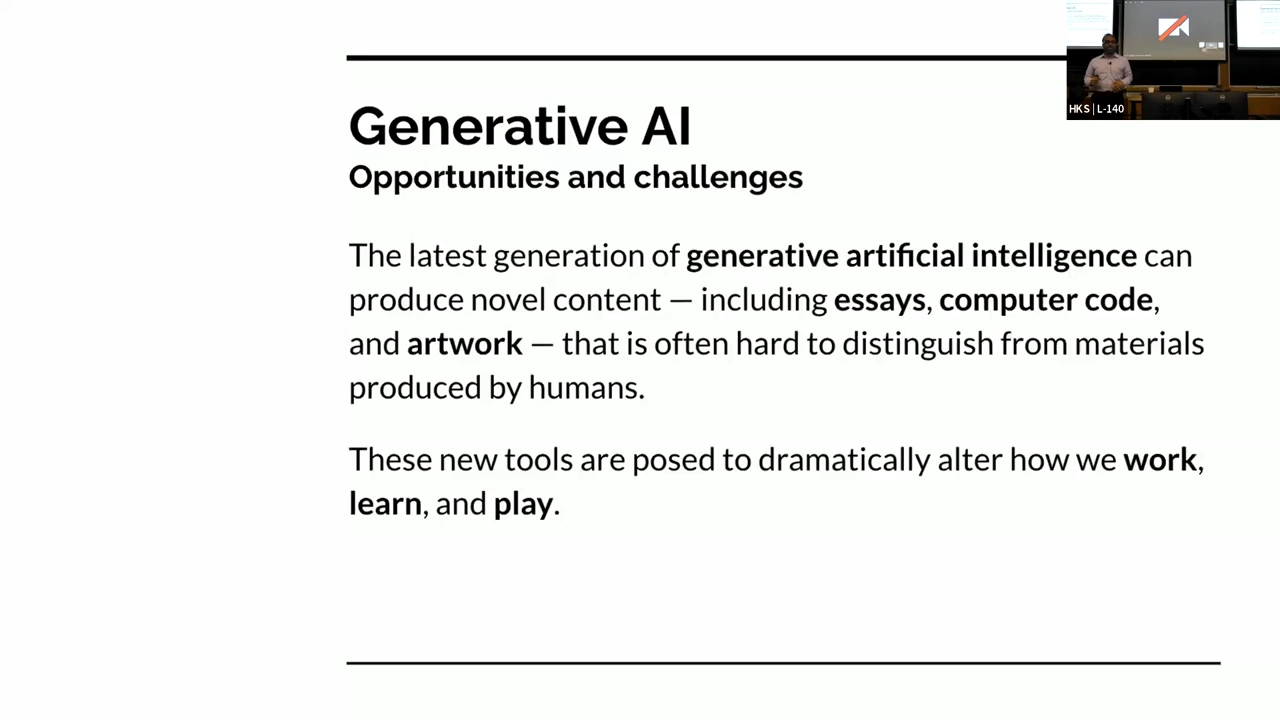 Generative AI
Opportunities and challenges
The latest generation of generative artificial intelligence can
produce novel content — including essays, computer code,
and artwork — that is often hard to distinguish from materials
produced by humans.
These new tools are posed to dramatically alter how we work,
learn, and play.
HKS | L-140